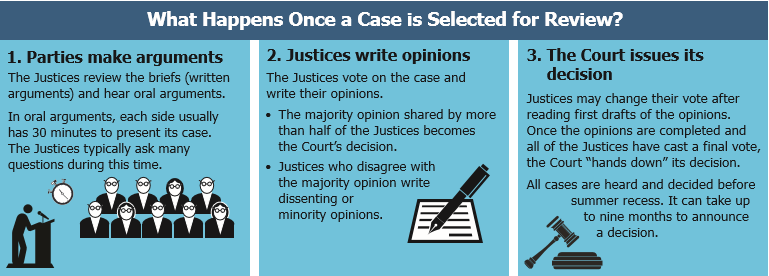 What Happens Once a Case is Selected for Review?
1. Parties make arguments
The Justices review the briefs (written
arguments) and hear oral arguments.
In oral arguments, each side usually
has 30 minutes to present its case.
The Justices typically ask many
questions during this time.
2. Justices write opinions
The Justices vote on the case and
write their opinions.
• The majority opinion shared by more
than half of the Justices becomes
the Court’s decision.
• Justices who disagree with
the majority opinion write
dissenting or
minority opinions.
3. The Court issues its
decision
Justices may change their vote after
reading first drafts of the opinions.
Once the opinions are completed and
all of the Justices have cast a final vote,
the Court “hands down” its decision.
All cases are heard and decided before
summer recess. It can take up
to nine months to announce
a decision.